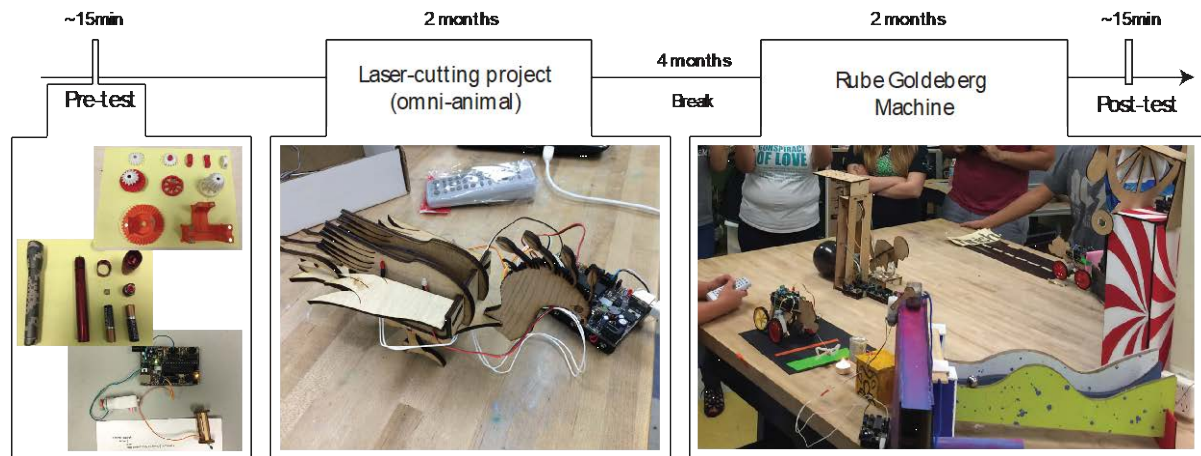 ~15min
2 months
2 months
~15min
Laser-cutting project
(omni-animal)
4 months
Break
Rube Goldeberg
Machine
Pre-test
Post-test
CONSPIRACY
OF LOVE